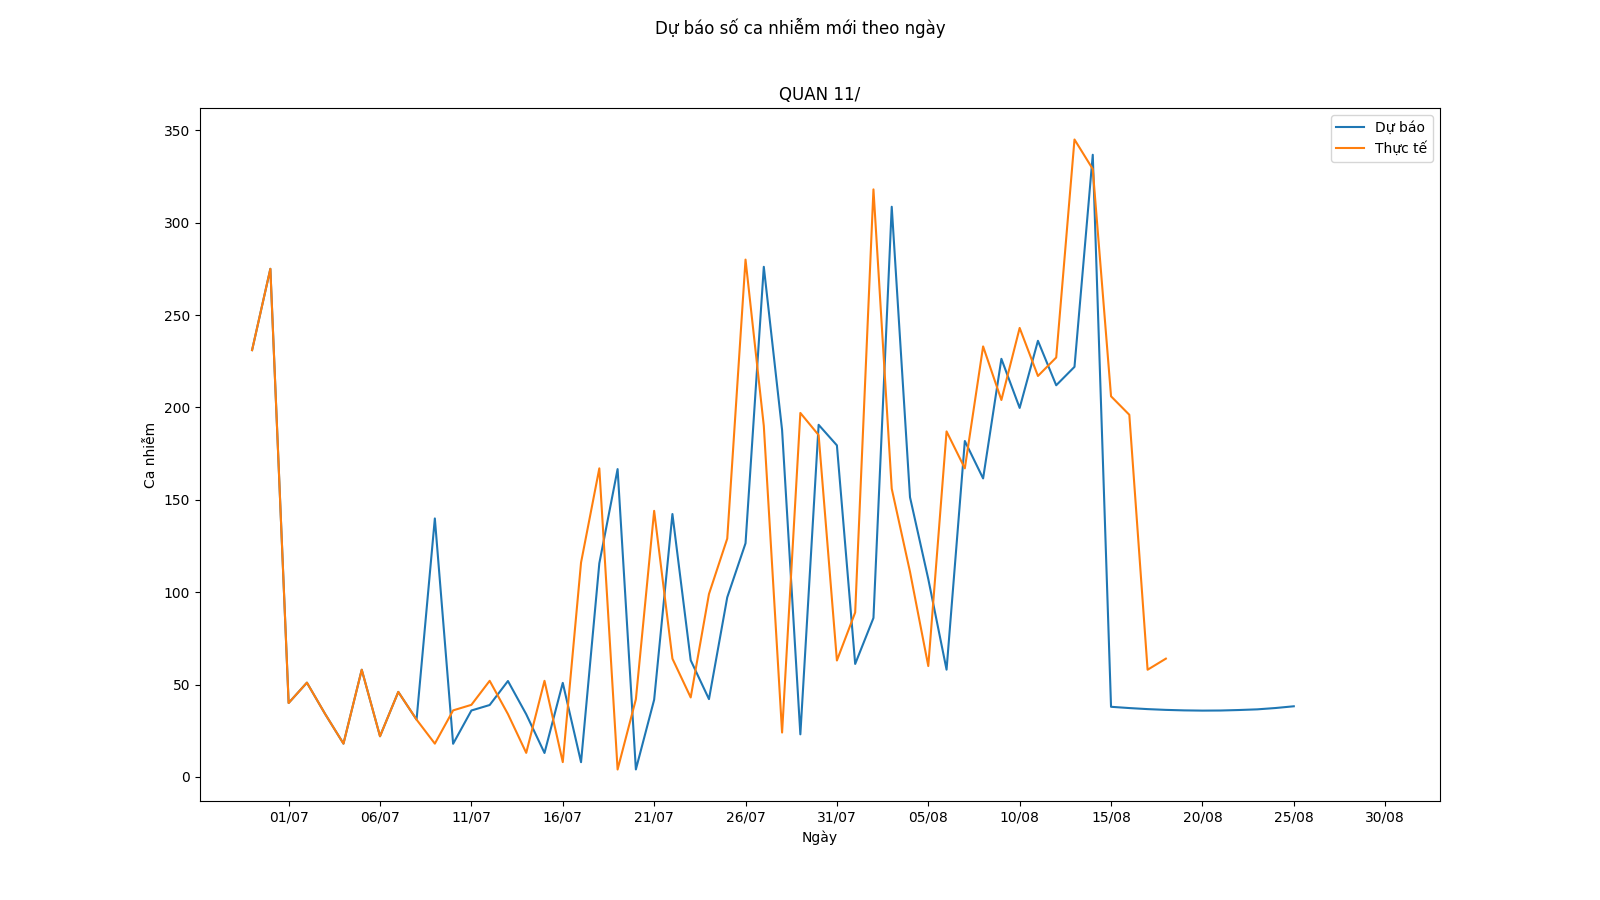 Dự báo số ca nhiễm mới theo ngày
QUAN 11/
Dự báo
Thực tế
Ca nhiễm
350
300
250
200
150
100
50
0
01/07 06/07 11/07 16/07 21/07 26/07 31/07 05/08 10/08 15/08 20/08 25/08 30/08
Ngày